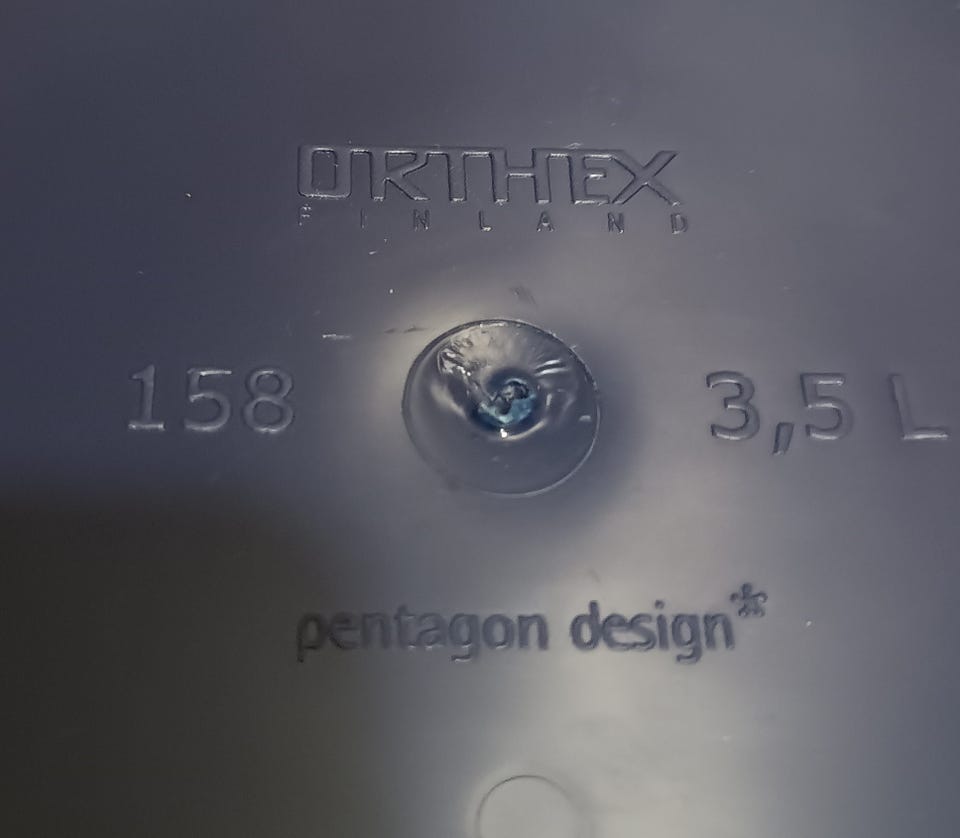 ORTHEX
FINLAND
158
3,5 L
pentagon design*